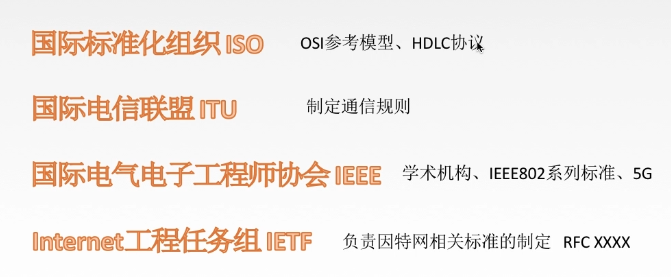 国际标准化组织 ISO OSI参考模型、HDLC协议
国际电信联盟 ITU 制定通信规则
国际电气电子工程师协会 IEEE 学术机构、IEEE802系列标准、5G
Internet工程任务组 IETF 负责因特网相关标准的制定 RFC XXXX